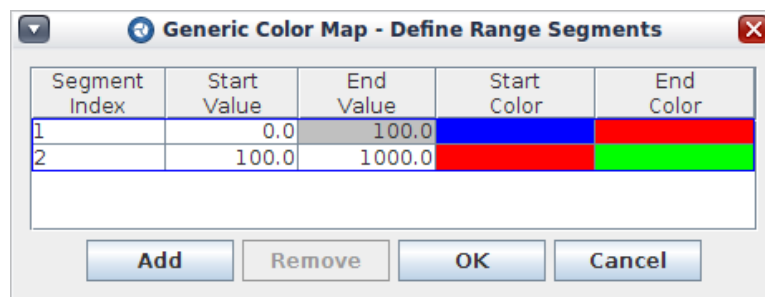 Generic Color Map - Define Range Segments
Segment Index Start Value End Value Start Color End Color
1 0.0 100.0
2 100.0 1000.0
Add Remove OK Cancel